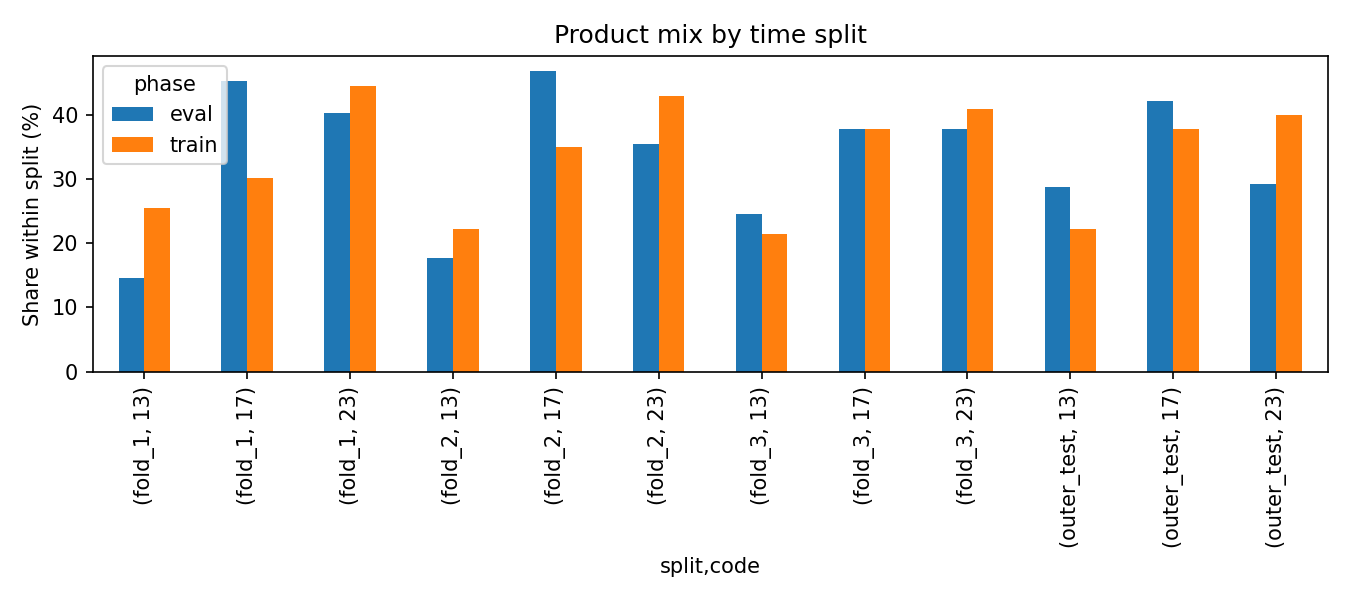 Product mix by time split
Share within split (%)
phase
eval
train
40
30
20
10
0
(fold_1, 13)
(fold_1, 17)
(fold_1, 23)
(fold_2, 13)
(fold_2, 17)
(fold_2, 23)
(fold_3, 13)
(fold_3, 17)
(fold_3, 23)
(outer_test, 13)
(outer_test, 17)
(outer_test, 23)
split,code